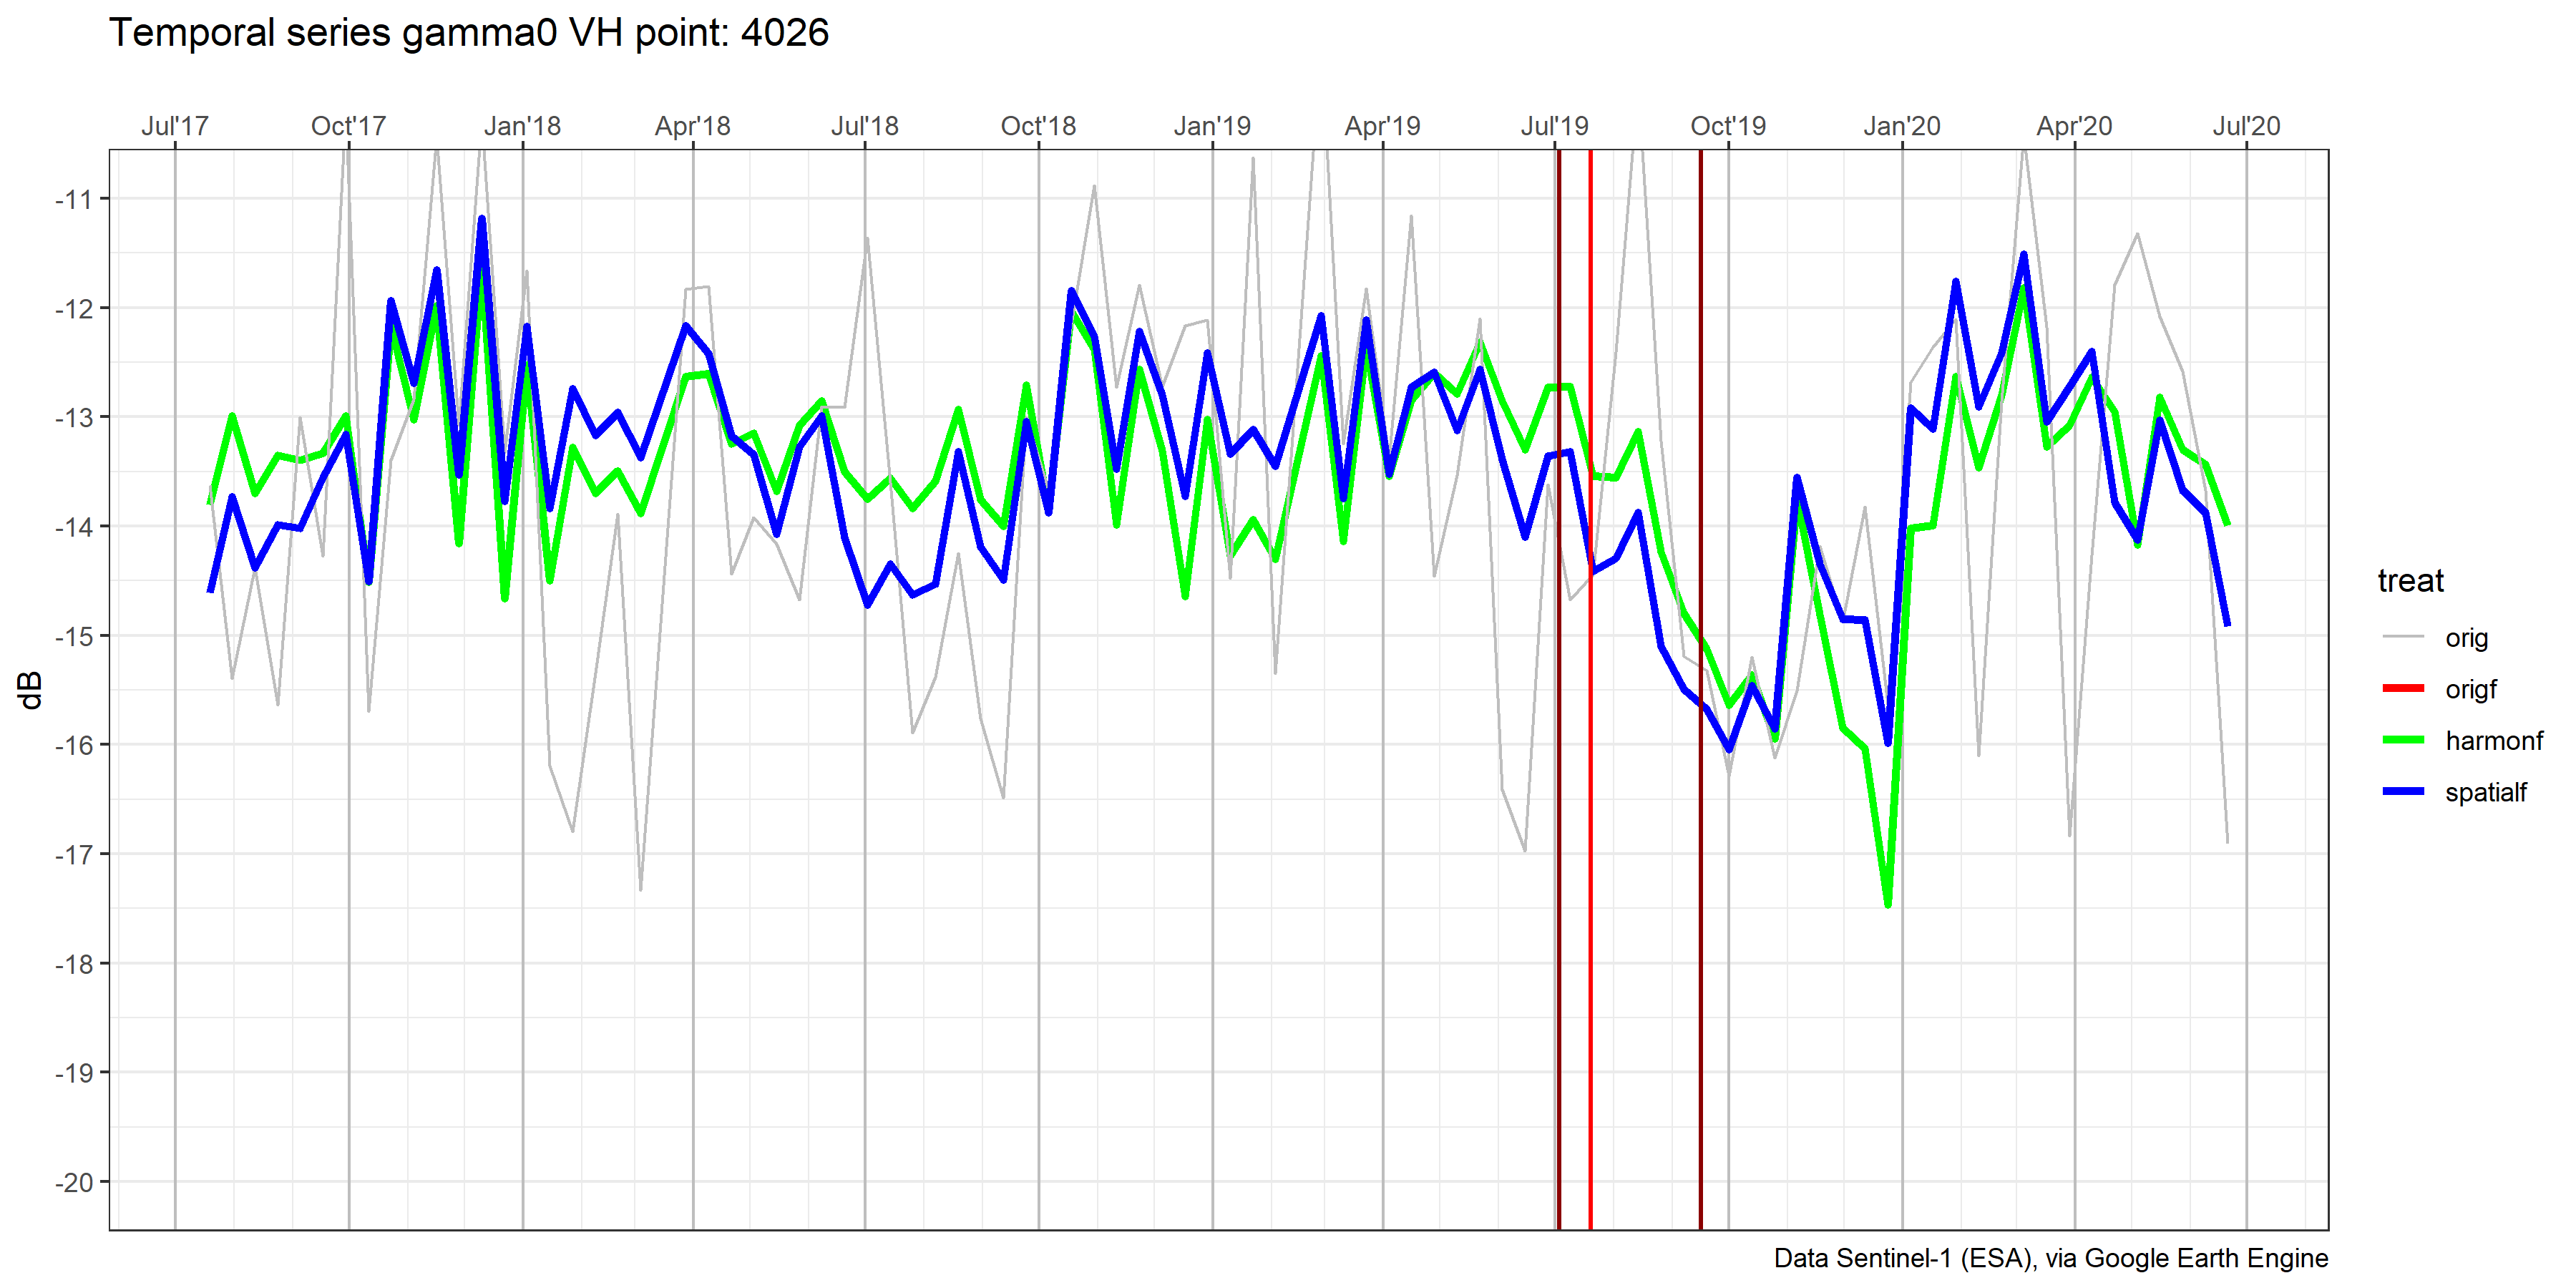 Temporal series gamma0 VH point: 4026
Jul'17 Oct'17 Jan'18 Apr'18 Jul'18 Oct'18 Jan'19 Apr'19 Jul'19 Oct'19 Jan'20 Apr'20 Jul'20
-11
-12
-13
-14
-15
-16
-17
-18
-19
-20
dB
treat
orig
origf
harmonf
spatialf
Data Sentinel-1 (ESA), via Google Earth Engine